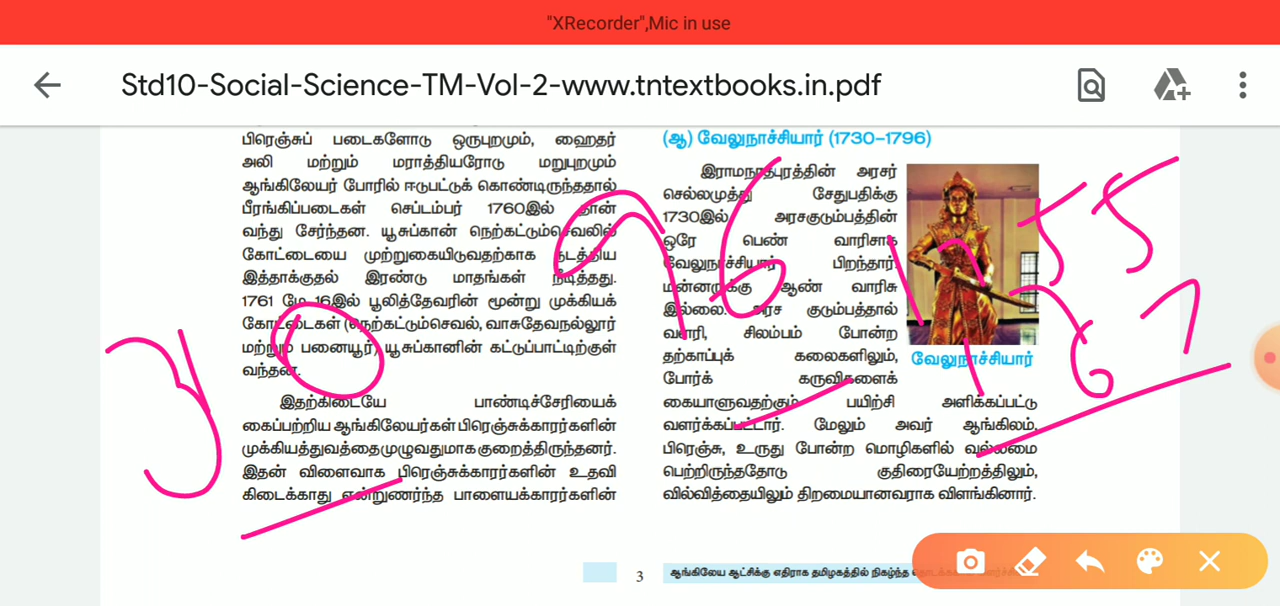 "XRecorder",Mic in use
Std10-Social-Science-TM-Vol-2-www.tntextbooks.in.pdf
பிரெஞ்சுப் படைகளோடு ஒருபுறமும், ஹைதர்
அலி மற்றும் மராத்தியரோடு மறுபுறமும்
ஆங்கிலேயர் போரில் ஈடுபட்டுக் கொண்டிருந்ததால்
பீரங்கிப்படைகள் செப்டம்பர் 1760இல் தான்
வந்து சேர்ந்தன. யூசுப்கான் நெற்கட்டும்செவலில்
கோட்டையை முற்றுகையிடுவதற்காக நடத்திய
இத்தாக்குதல் இரண்டு மாதங்கள் நீடித்தது.
1761 மே 16இல் பூலித்தேவரின் மூன்று முக்கியக்
கோட்டைகள் (நெற்கட்டும்செவல், வாசுதேவநல்லூர்
மற்றும் பனையூர்) யூசுப்கானின் கட்டுப்பாட்டிற்குள்
வந்தன.
இதற்கிடையே பாண்டிச்சேரியைக்
கைப்பற்றிய ஆங்கிலேயர்கள் பிரெஞ்சுக்காரர்களின்
முக்கியத்துவத்தை முழுவதுமாக குறைத்திருந்தனர்.
இதன் விளைவாக பிரெஞ்சுக்காரர்களின் உதவி
கிடைக்காது என்றுணர்ந்த பாளையக்காரர்களின்
(ஆ) வேலுநாச்சியார் (1730–1796)
இராமநாதபுரத்தின் அரசர்
செல்லமுத்து சேதுபதிக்கு
1730இல் அரசகுடும்பத்தின்
ஒரே பெண் வாரிசாக
வேலுநாச்சியார் பிறந்தார்.
மன்னருக்கு ஆண் வாரிசு
இல்லை. அரச குடும்பத்தால்
வளரி, சிலம்பம் போன்ற
தற்காப்புக் கலைகளிலும்,
போர்க் கருவிகளைக்
கையாளுவதற்கும் பயிற்சி அளிக்கப்பட்டு
வளர்க்கப்பட்டார். மேலும் அவர் ஆங்கிலம்,
பிரெஞ்சு, உருது போன்ற மொழிகளில் வல்லமை
பெற்றிருந்ததோடு குதிரையேற்றத்திலும்,
வில்வித்தையிலும் திறமையானவராக விளங்கினார்.
வேலுநாச்சியார்
3
ஆங்கிலேய ஆட்சிக்கு எதிராக தமிழகத்தில் நிகழ்ந்த